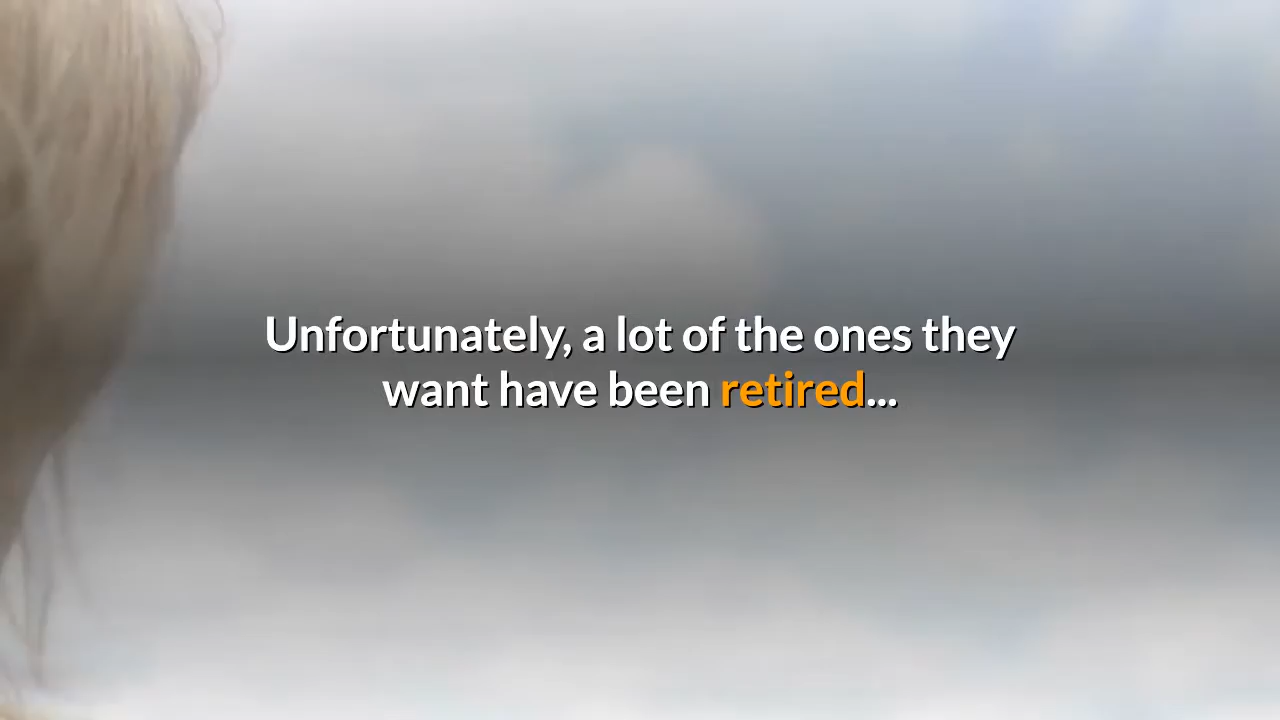 Unfortunately, a lot of the ones they
want have been retired...